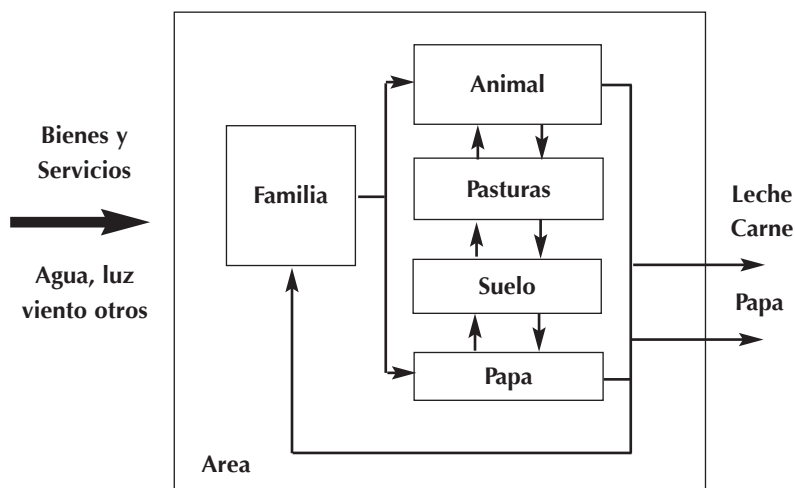 Bienes y
Servicios
Agua, luz
viento otros
Familia
Animal
Pasturas
Suelo
Papa
Area
Leche
Carne
Papa